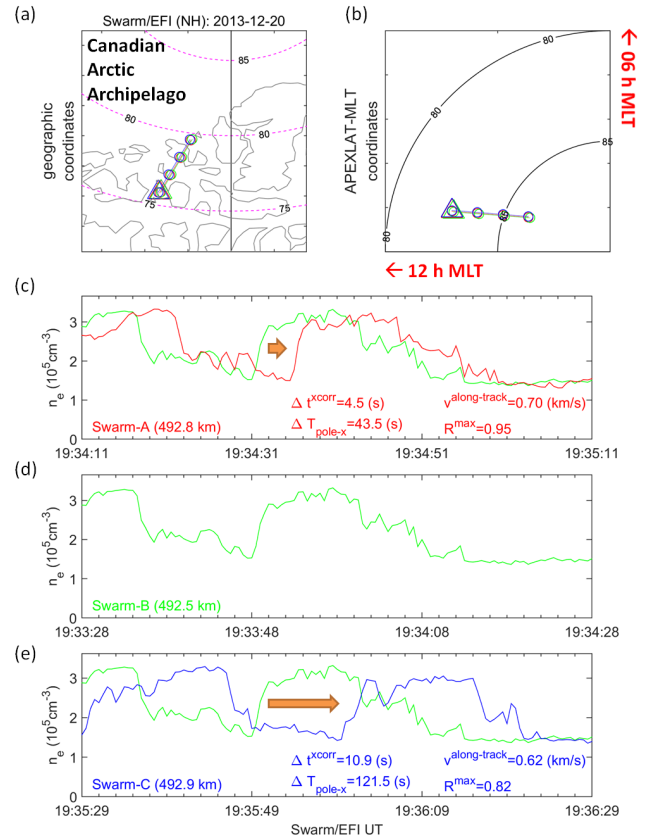 (a)
Swarm/EFI (NH): 2013-12-20
Canadian
Arctic
Archipelago
85
80
80
75
75
geographic
coordinates
(b)
APEXLAT-MLT
coordinates
80
80
85
85
80
← 06 h MLT
← 12 h MLT
(c)
n_e (10^5cm^-3)
3
2
1
0
Swarm-A (492.8 km)
Δ t^xcorr=4.5 (s)
Δ T_pole-x=43.5 (s)
v^along-track=0.70 (km/s)
R^max=0.95
19:34:11
19:34:31
19:34:51
19:35:11
(d)
n_e (10^5cm^-3)
3
2
1
0
Swarm-B (492.5 km)
19:33:28
19:33:48
19:34:08
19:34:28
(e)
n_e (10^5cm^-3)
3
2
1
0
Swarm-C (492.9 km)
Δ t^xcorr=10.9 (s)
Δ T_pole-x=121.5 (s)
v^along-track=0.62 (km/s)
R^max=0.82
19:35:29
19:35:49
19:36:09
19:36:29
Swarm/EFI UT